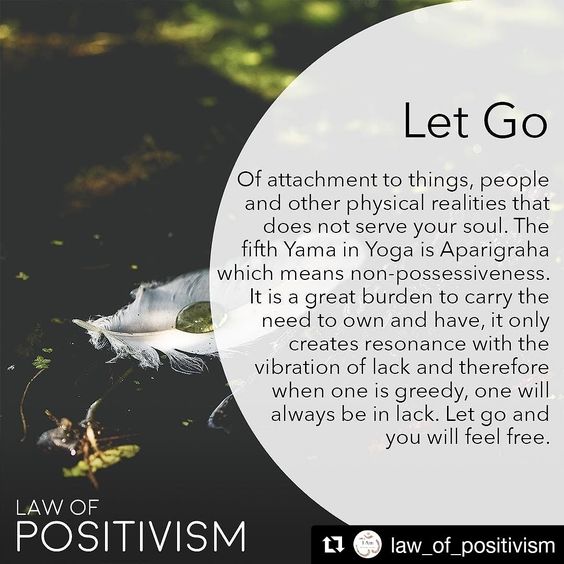 Let Go
Of attachment to things, people
and other physical realities that
does not serve your soul. The
fifth Yama in Yoga is Aparigraha
which means non-possessiveness.
It is a great burden to carry the
need to own and have, it only
creates resonance with the
vibration of lack and therefore
when one is greedy, one will
always be in lack. Let go and
you will feel free.
LAW OF
POSITIVISM
law_of_positivism